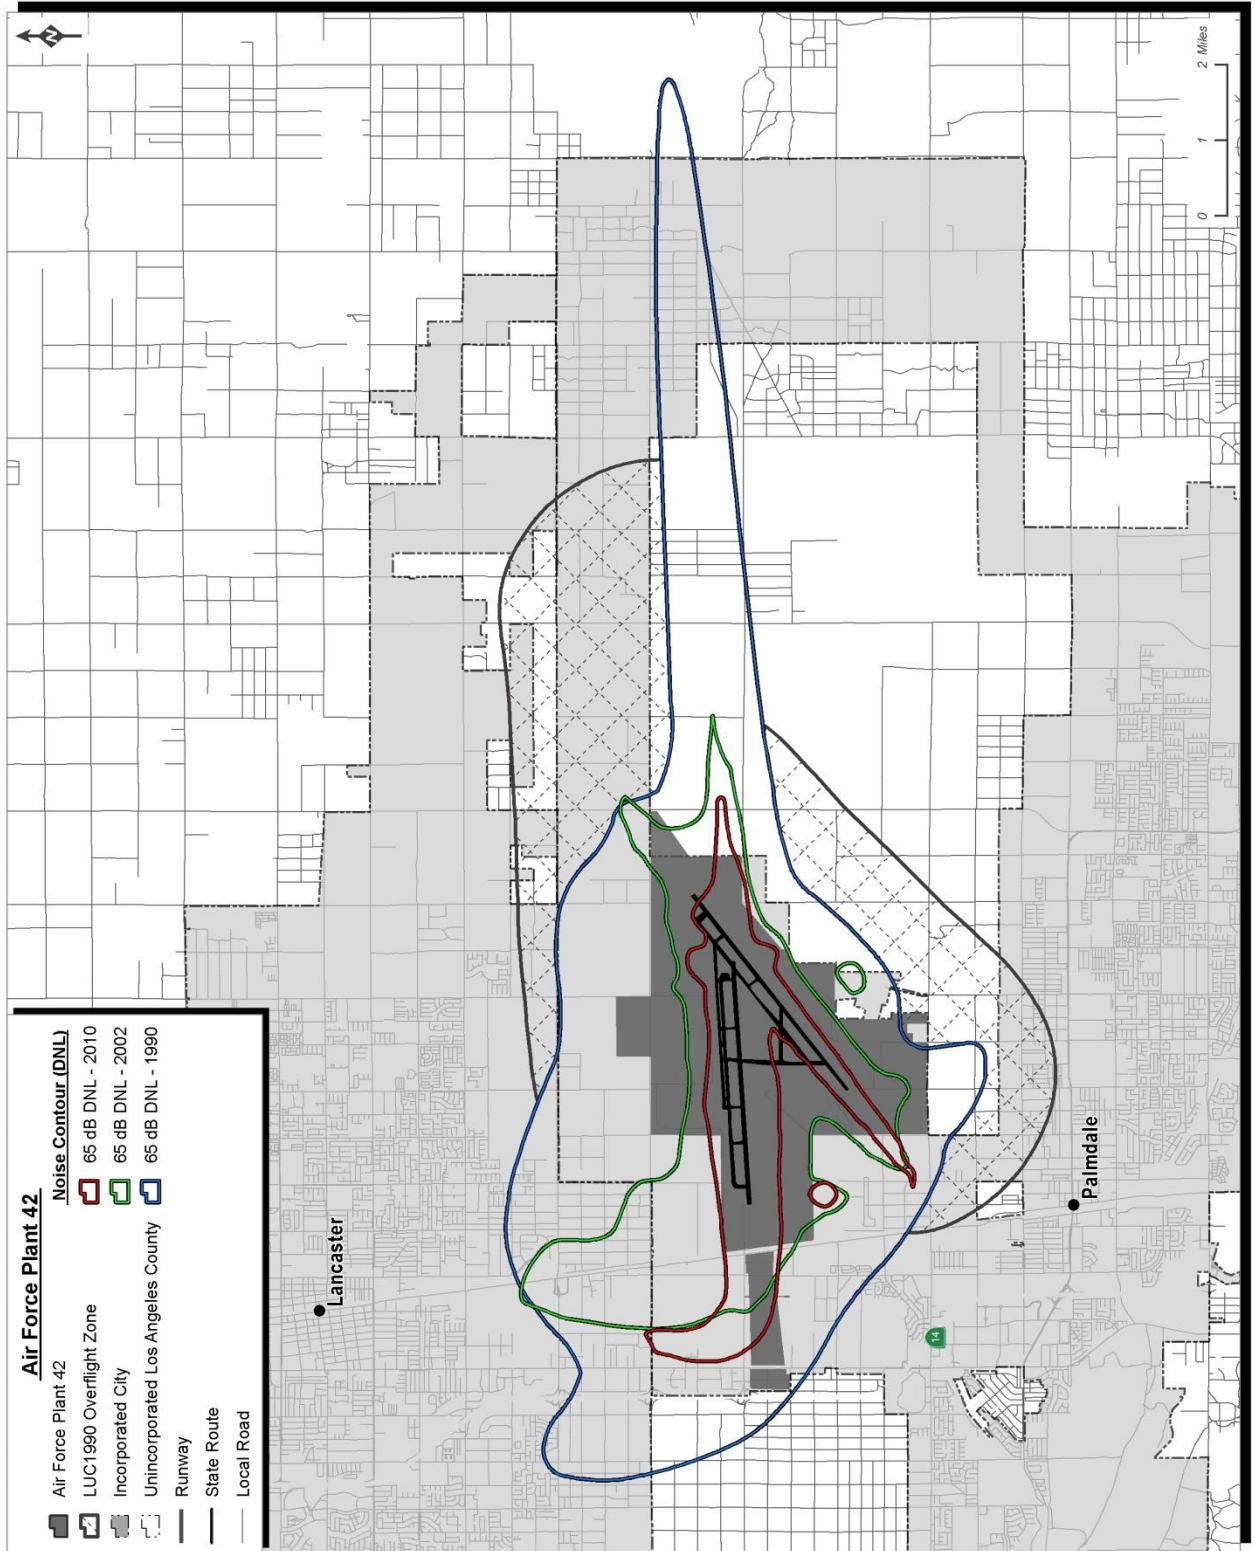 Air Force Plant 42
Air Force Plant 42
LUC1990 Overflight Zone
Incorporated City
Unincorporated Los Angeles County
Runway
State Route
Local Road
Noise Contour (DNL)
65 dB DNL - 2010
65 dB DNL - 2002
65 dB DNL - 1990
N
Lancaster
Palmdale
14
0 1 2 Miles